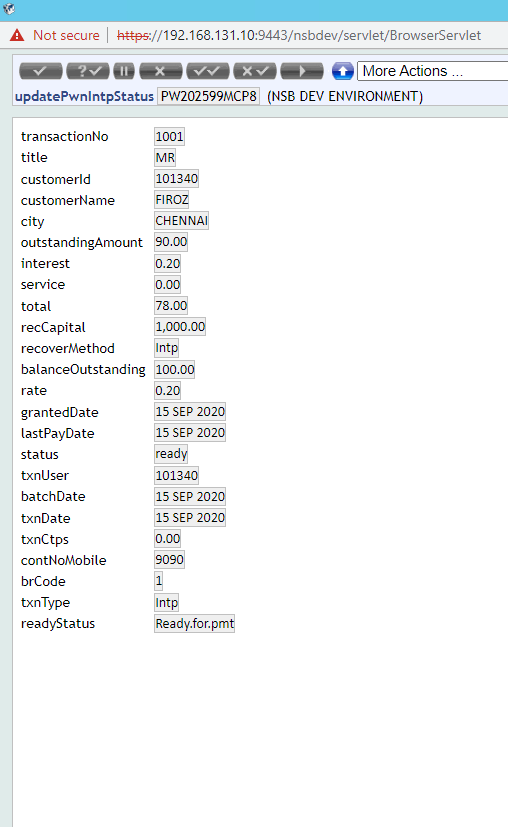 Not secure https://192.168.131.10:9443/nsbdev/servlet/BrowserServlet
More Actions ...
updatePwnIntpStatus PW202599MCP8 (NSB DEV ENVIRONMENT)
transactionNo 1001
title MR
customerId 101340
customerName FIROZ
city CHENNAI
outstandingAmount 90.00
interest 0.20
service 0.00
total 78.00
recCapital 1,000.00
recoverMethod Intp
balanceOutstanding 100.00
rate 0.20
grantedDate 15 SEP 2020
lastPayDate 15 SEP 2020
status ready
txnUser 101340
batchDate 15 SEP 2020
txnDate 15 SEP 2020
txnCtps 0.00
contNoMobile 9090
brCode 1
txnType Intp
readyStatus Ready.for.pmt